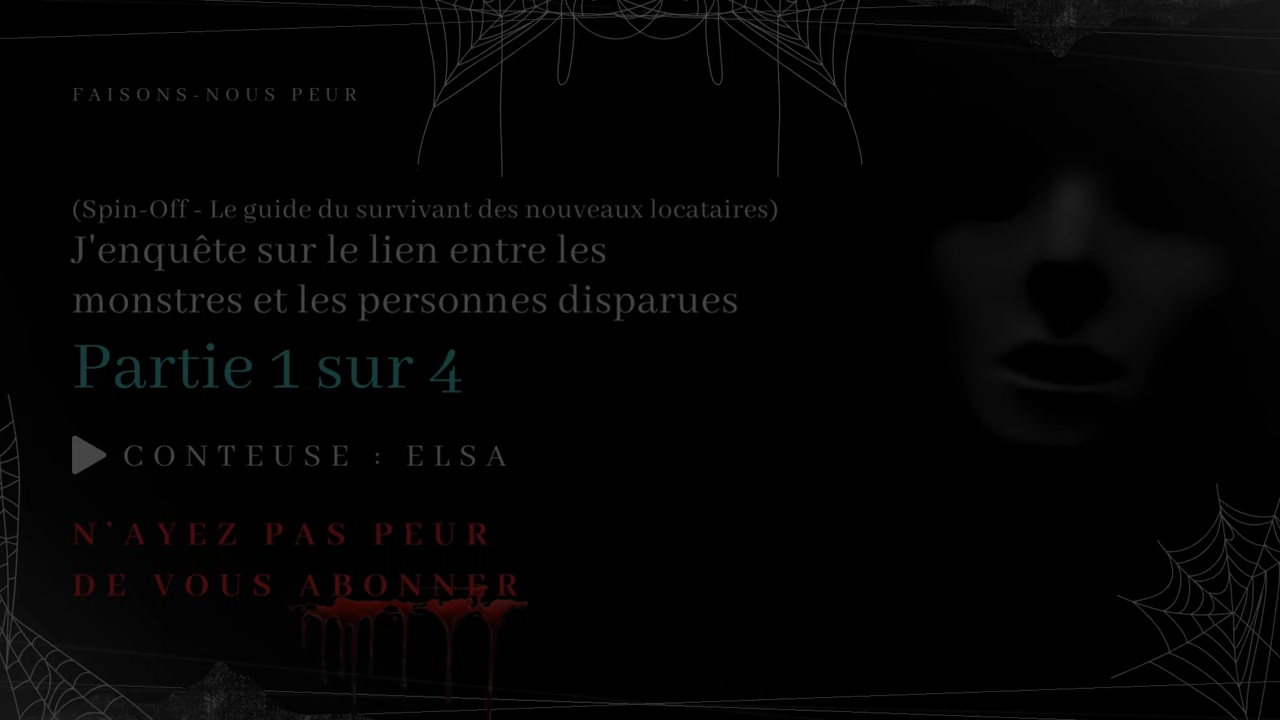 FAISONS-NOUS PEUR
(Spin-Off - Le guide du survivant des nouveaux locataires)
J'enquête sur le lien entre les
monstres et les personnes disparues
Partie 1 sur 4
CONTEUSE : ELSA
N'AYEZ PAS PEUR
DE VOUS ABONNER